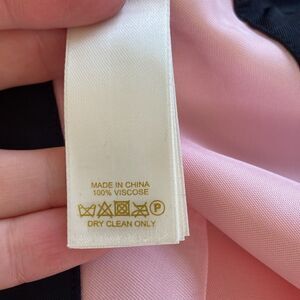 MADE IN CHINA
100% VISCOSE
P
DRY CLEAN ONLY